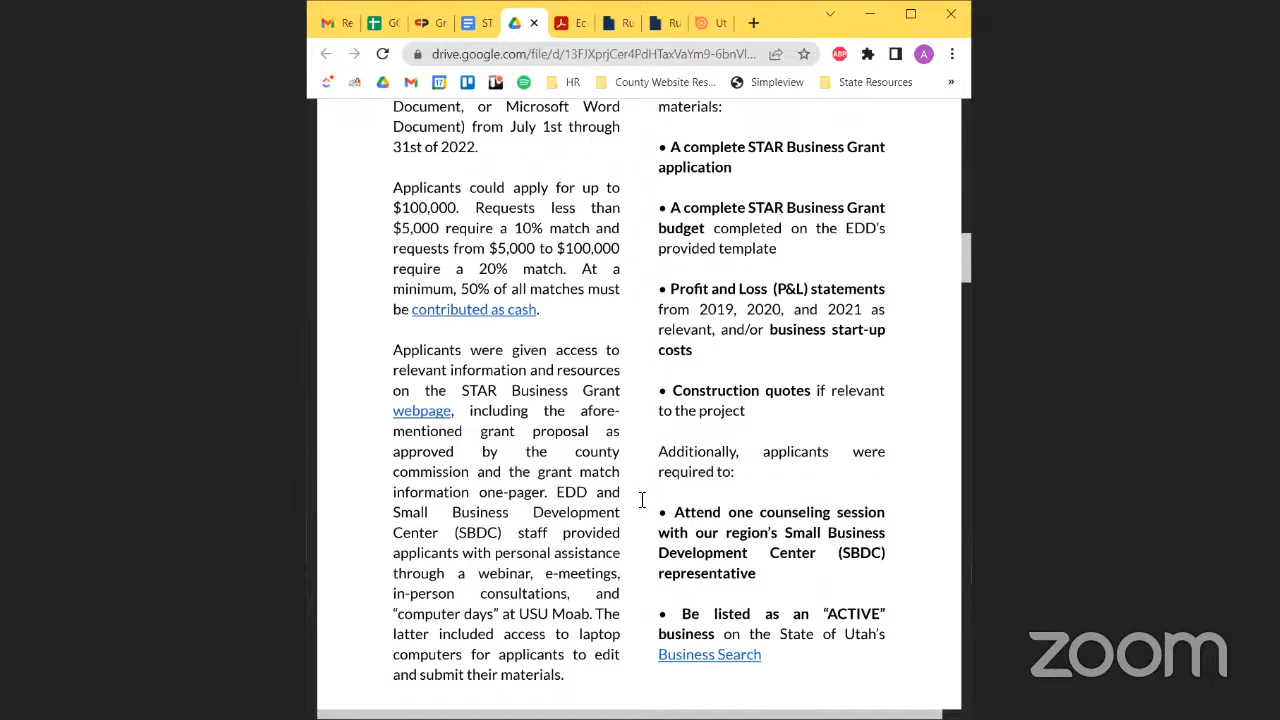 Re
GC
Gr
ST
Ec
Ru
Ru
Ut
drive.google.com/file/d/13FJXprjCer4PdHTaxVaYm9-6bnVl...
ABP
A
HR
County Website Res...
Simpleview
State Resources
»
Document, or Microsoft Word
Document) from July 1st through
31st of 2022.
Applicants could apply for up to
$100,000. Requests less than
$5,000 require a 10% match and
requests from $5,000 to $100,000
require a 20% match. At a
minimum, 50% of all matches must
be contributed as cash.
Applicants were given access to
relevant information and resources
on the STAR Business Grant
webpage, including the afore-
mentioned grant proposal as
approved by the county
commission and the grant match
information one-pager. EDD and
Small Business Development
Center (SBDC) staff provided
applicants with personal assistance
through a webinar, e-meetings,
in-person consultations, and
“computer days” at USU Moab. The
latter included access to laptop
computers for applicants to edit
and submit their materials.
materials:
• A complete STAR Business Grant
application
• A complete STAR Business Grant
budget completed on the EDD's
provided template
• Profit and Loss (P&L) statements
from 2019, 2020, and 2021 as
relevant, and/or business start-up
costs
• Construction quotes if relevant
to the project
Additionally, applicants were
required to:
• Attend one counseling session
with our region's Small Business
Development Center (SBDC)
representative
• Be listed as an “ACTIVE”
business on the State of Utah's
Business Search
zoom